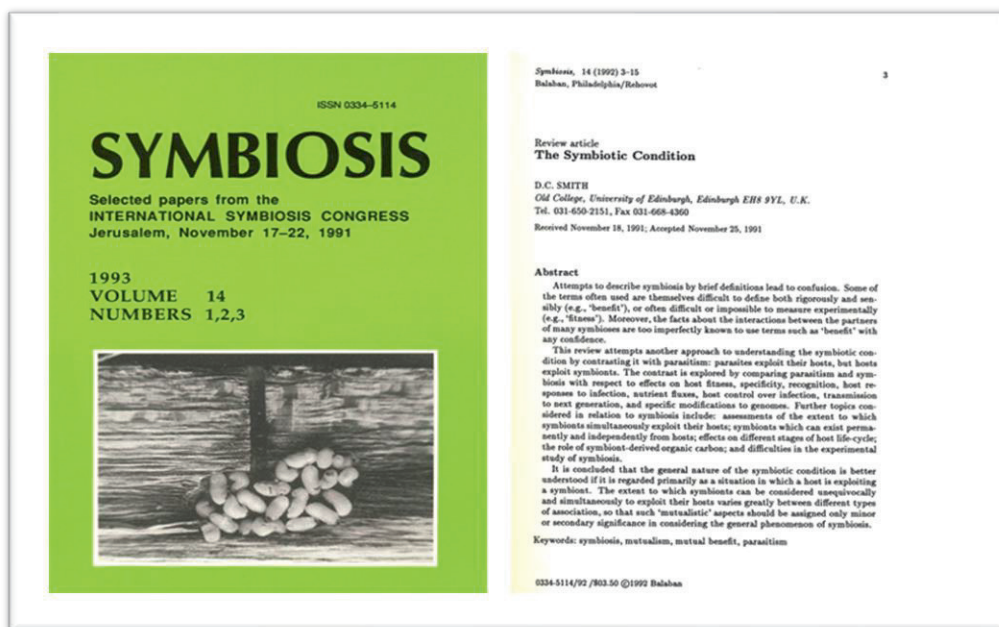 ISSN 0334-5114
SYMBIOSIS
Selected papers from the
INTERNATIONAL SYMBIOSIS CONGRESS
Jerusalem, November 17–22, 1991
1993
VOLUME 14
NUMBERS 1,2,3
Symbiosis, 14 (1992) 3–15
3
Balaban, Philadelphia/Rehovot
Review article
The Symbiotic Condition
D.C. SMITH
Old College, University of Edinburgh, Edinburgh EH8 9YL, U.K.
Tel. 031-650-2151, Fax 031-668-4360
Received November 18, 1991; Accepted November 25, 1991
Abstract
Attempts to describe symbiosis by brief definitions lead to confusion. Some of
the terms often used are themselves difficult to define both rigorously and sen-
sibly (e.g., 'benefit'), or often difficult or impossible to measure experimentally
(e.g., 'fitness'). Moreover, the facts about the interactions between the partners
of many symbioses are too imperfectly known to use terms such as 'benefit' with
any confidence.
This review attempts another approach to understanding the symbiotic con-
dition by contrasting it with parasitism: parasites exploit their hosts, but hosts
exploit symbionts. The contrast is explored by comparing parasitism and sym-
biosis with respect to effects on host fitness, specificity, recognition, host re-
sponses to infection, nutrient fluxes, host control over infection, transmission
to next generation, and specific modifications to genomes. Further topics con-
sidered in relation to symbiosis include: assessments of the extent to which
symbionts simultaneously exploit their hosts; symbionts which can exist perma-
nently and independently from hosts; effects on different stages of host life-cycle;
the role of symbiont-derived organic carbon; and difficulties in the experimental
study of symbiosis.
It is concluded that the general nature of the symbiotic condition is better
understood if it is regarded primarily as a situation in which a host is exploiting
a symbiont. The extent to which symbionts can be considered unequivocally
and simultaneously to exploit their hosts varies greatly between different types
of association, so that such 'mutualistic' aspects should be assigned only minor
or secondary significance in considering the general phenomenon of symbiosis.
Keywords: symbiosis, mutualism, mutual benefit, parasitism
0334-5114/92 /$03.50 ©1992 Balaban